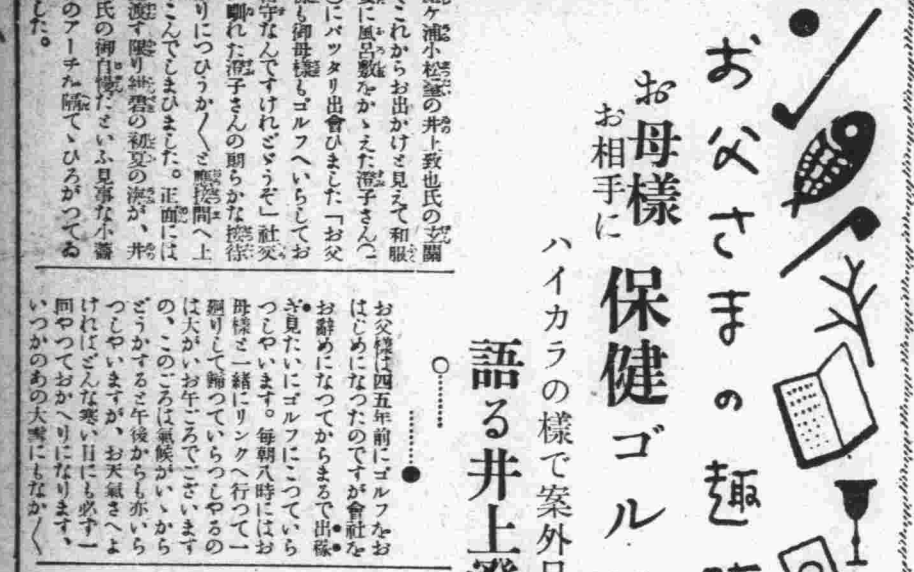 お父さまの趣
お母様
お相手に
保健ゴル
ハイカラの様で案外
語る井上
ケ浦小松臺の井上致也氏の玄關
これからお出かけと見えて和服
に風呂敷をかゝえた澄子さん
にバッタリ出會ひました「お父
も御母様もゴルフへいらしてお
守なんですけれどどうぞ」社交
馴れた澄子さんの朗らかな接待
りについうか〳〵と應接間へ上
こんでしまひました。正面には
渡す限り紺碧の初夏の海が、井
氏の御自慢だといふ見事な小薔
のアーチを隔てゝひろがつてゐ
した。
お父様は四五年前にゴルフをお
はじめになつたのですが會社を
お辭めになつてからまるで出稼
ぎ見たいにゴルフにこつていら
つしやいます。毎朝八時にはお
母様と一緒にリンクへ行つて一
廻りして歸つていらつしやるの
は大がいお午ごろでございます
の、このごろは氣候がいゝから
どうかすると午後からも亦いら
つしやいますが、お天氣さへよ
ければどんな寒い日にも必ず一
回やつておかへりになります、
いつかのあの大雪にもなか〳〵